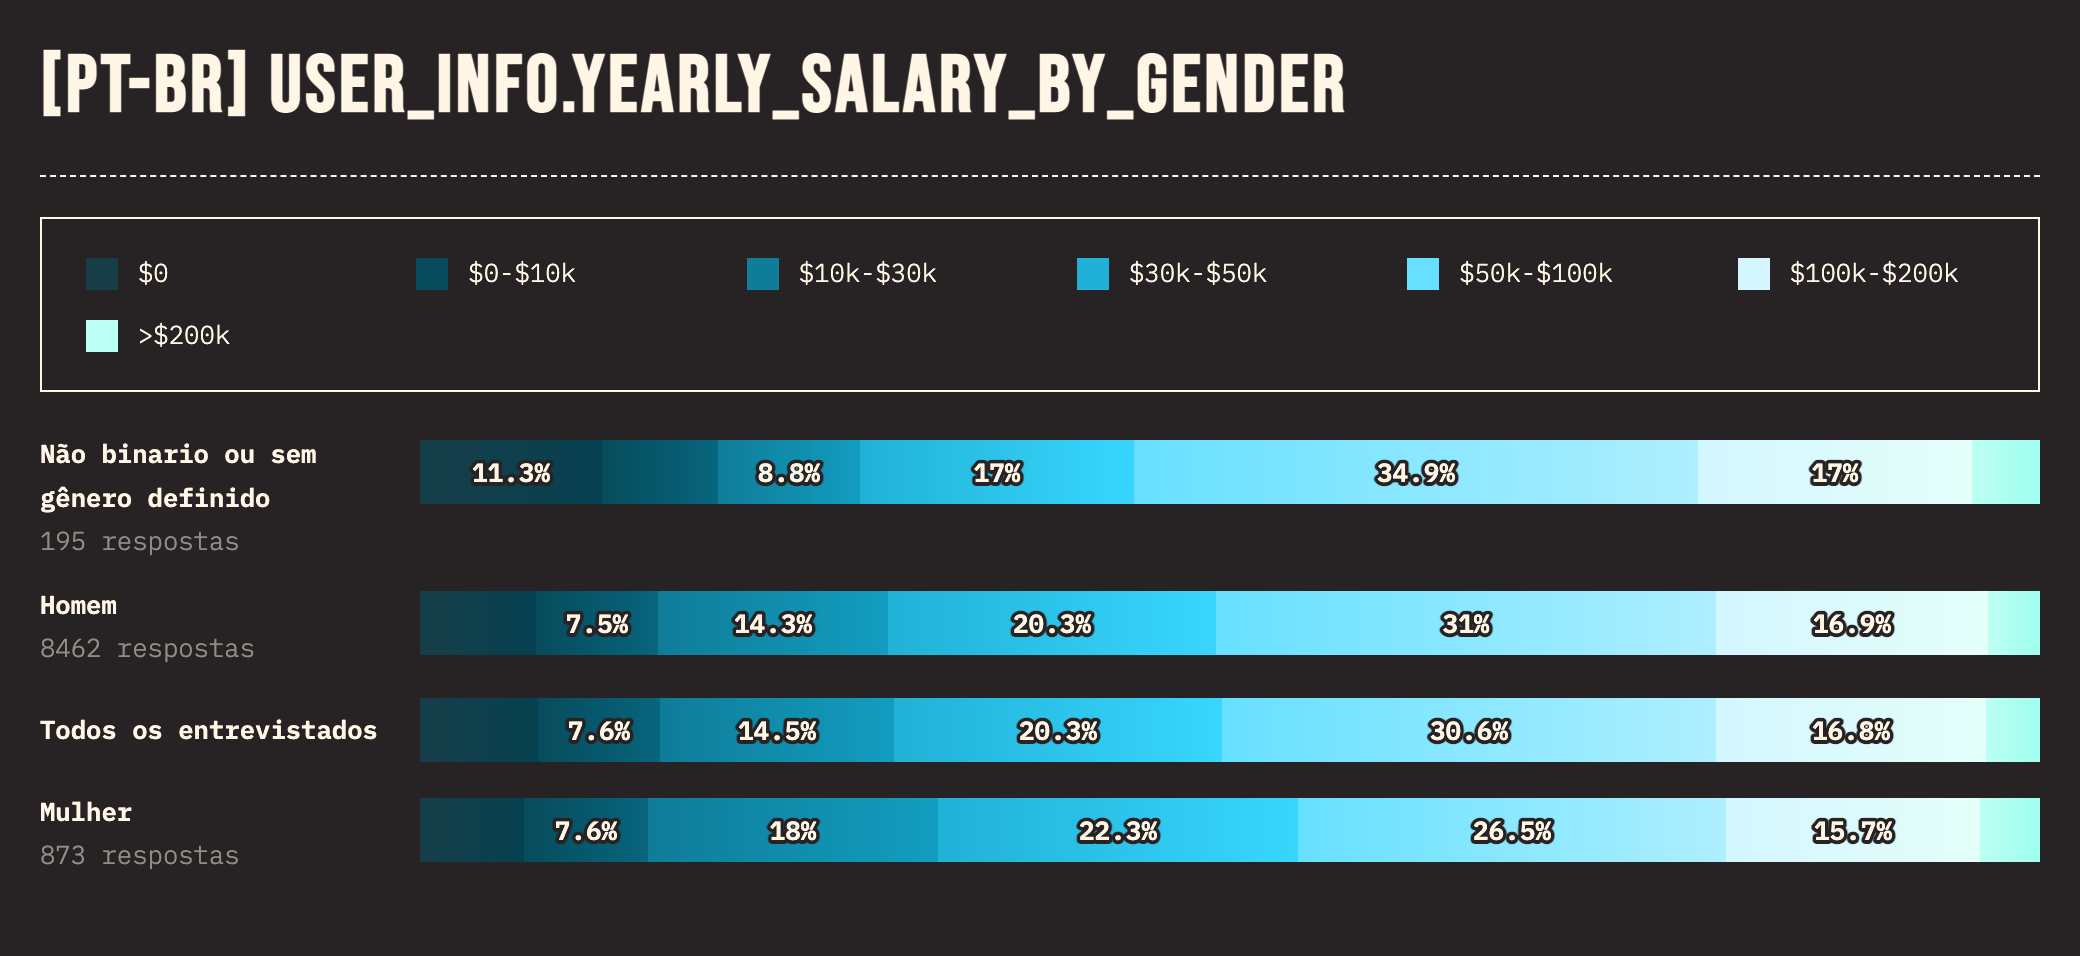 [PT-BR] USER_INFO.YEARLY_SALARY_BY_GENDER
$0
$0-$10k
$10k-$30k
$30k-$50k
$50k-$100k
$100k-$200k
>$200k
Não binario ou sem
gênero definido
195 respostas
11.3%
8.8%
17%
34.9%
17%
Homem
8462 respostas
7.5%
14.3%
20.3%
31%
16.9%
Todos os entrevistados
7.6%
14.5%
20.3%
30.6%
16.8%
Mulher
873 respostas
7.6%
18%
22.3%
26.5%
15.7%